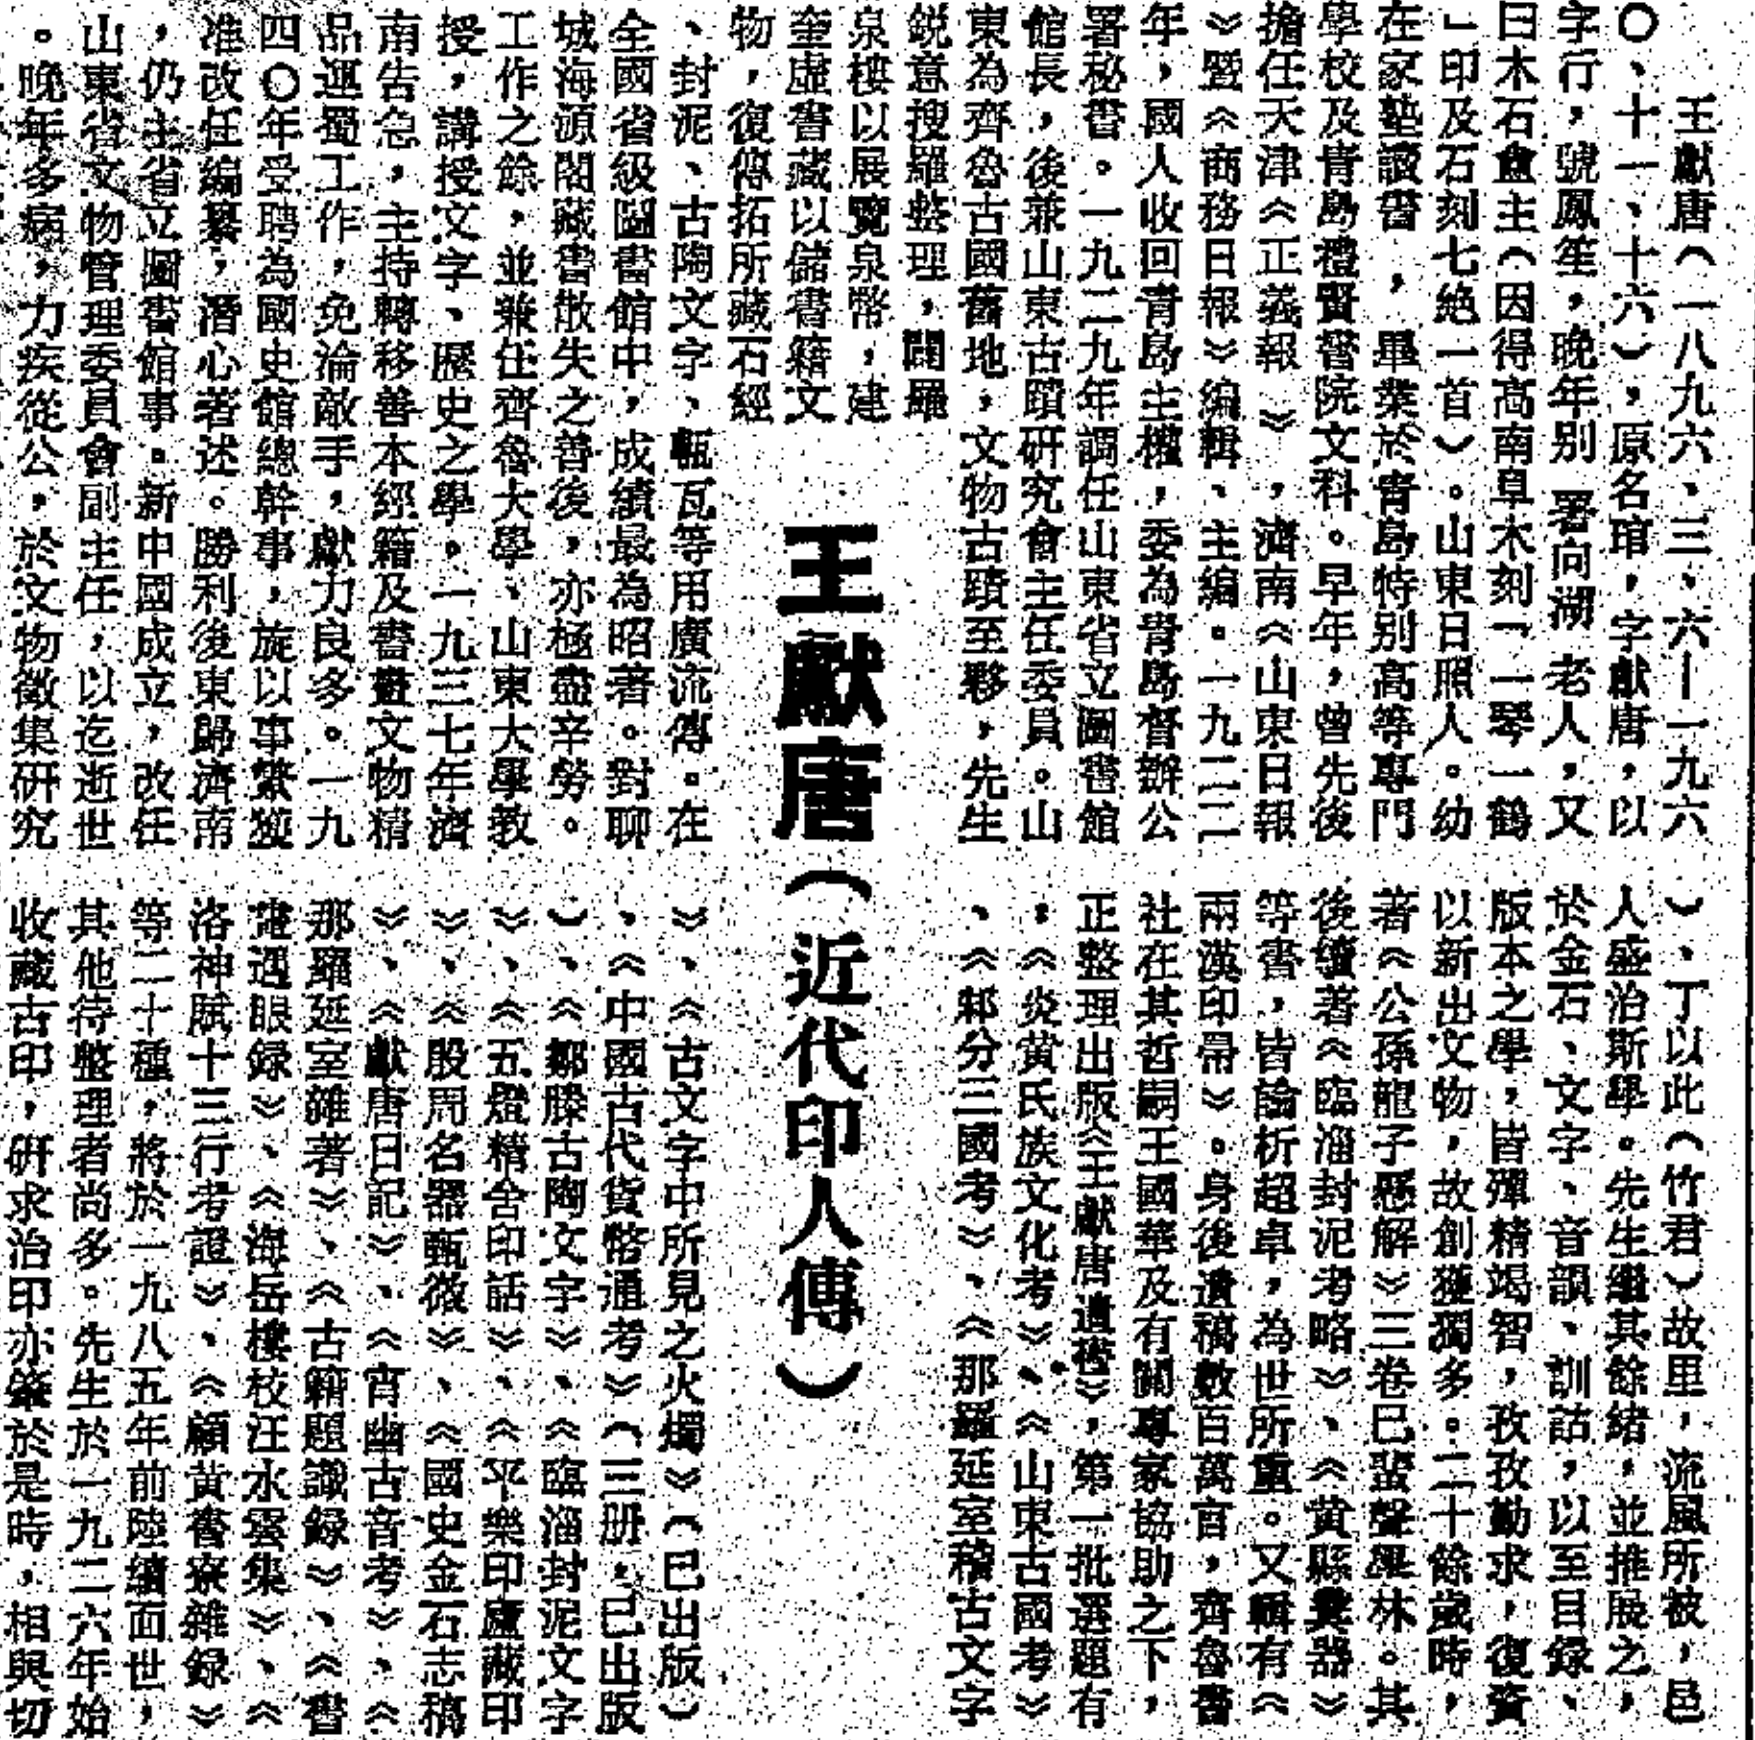 王獻唐（近代印人傳）
王獻唐（一八九六、三、六—一九六
〇、十一、十六），原名琯，字獻唐，以
字行，號鳳笙，晚年別署向湖老人，又
曰木石盦主（因得高南阜木刻「一琴一鶴
」印及石刻七絶一首）。山東日照人。幼
在家塾讀書，畢業於青島特別高等專門
學校及青島禮賢書院文科。早年，曾先後
擔任天津《正義報》，濟南《山東日報
》暨《商務日報》編輯、主編。一九二二
年，國人收回青島主權，委為青島督辦公
署秘書。一九二九年調任山東省立圖書館
館長，後兼山東古蹟研究會主任委員。山
東為齊魯古國舊地，文物古蹟至夥，先生
鋭意搜羅整理，闢羅
泉樓以展覽泉幣，建
奎虛書藏以儲書籍文
物，復傳拓所藏石經
、封泥、古陶文字、甎瓦等用廣流傳。在
全國省級圖書館中，成績最為昭著。對聊
城海源閣藏書散失之善後，亦極盡辛勞。
工作之餘，並兼任齊魯大學、山東大學教
授，講授文字、歷史之學。一九三七年濟
南告急，主持轉移善本經籍及書畫文物精
品運蜀工作，免淪敵手，獻力良多。一九
四〇年受聘為國史館總幹事，旋以事繁獲
准改任編纂，潛心著述。勝利後東歸濟南
，仍主省立圖書館事。新中國成立，改任
山東省文物管理委員會副主任，以迄逝世
。晚年多病，力疾從公，於文物徵集研究
）、丁以此（竹君）故里，流風所被，邑
人盛治斯學。先生繼其餘緒，並推展之，
於金石、文字、音韻、訓詁，以至目録、
版本之學，皆殫精竭智，孜孜勤求，復資
以新出文物，故創獲獨多。二十餘歲時，
著《公孫龍子懸解》三卷已蜚聲學林。其
後續著《臨淄封泥考略》、《黃縣㠱器》
等書，皆論析超卓，為世所重。又輯有《
兩漢印帚》。身後遺稿數百萬言，齊魯書
社在其哲嗣王國華及有關專家協助之下，
正整理出版《王獻唐遺書》，第一批選題有
：《炎黃氏族文化考》、《山東古國考》
、《邾分三國考》、《那羅延室稽古文字
》、《古文字中所見之火燭》（已出版）
、《中國古代貨幣通考》（三册，已出版
）、《鄒滕古陶文字》、《臨淄封泥文字
》、《五燈精舍印話》、《平樂印廬藏印
》、《殷周名器甄微》、《國史金石志稿
》、《獻唐日記》、《宵幽古音考》、《
那羅延室雜著》、《古籍題識録》、《書
畫過眼録》、《海岳樓校汪水雲集》、《
洛神賦十三行考證》、《顧黃書寮雜録》
等二十種，將於一九八五年前陸續面世，
其他待整理者尚多。先生於一九二六年始
收藏古印，研求治印亦肇於是時，相與切